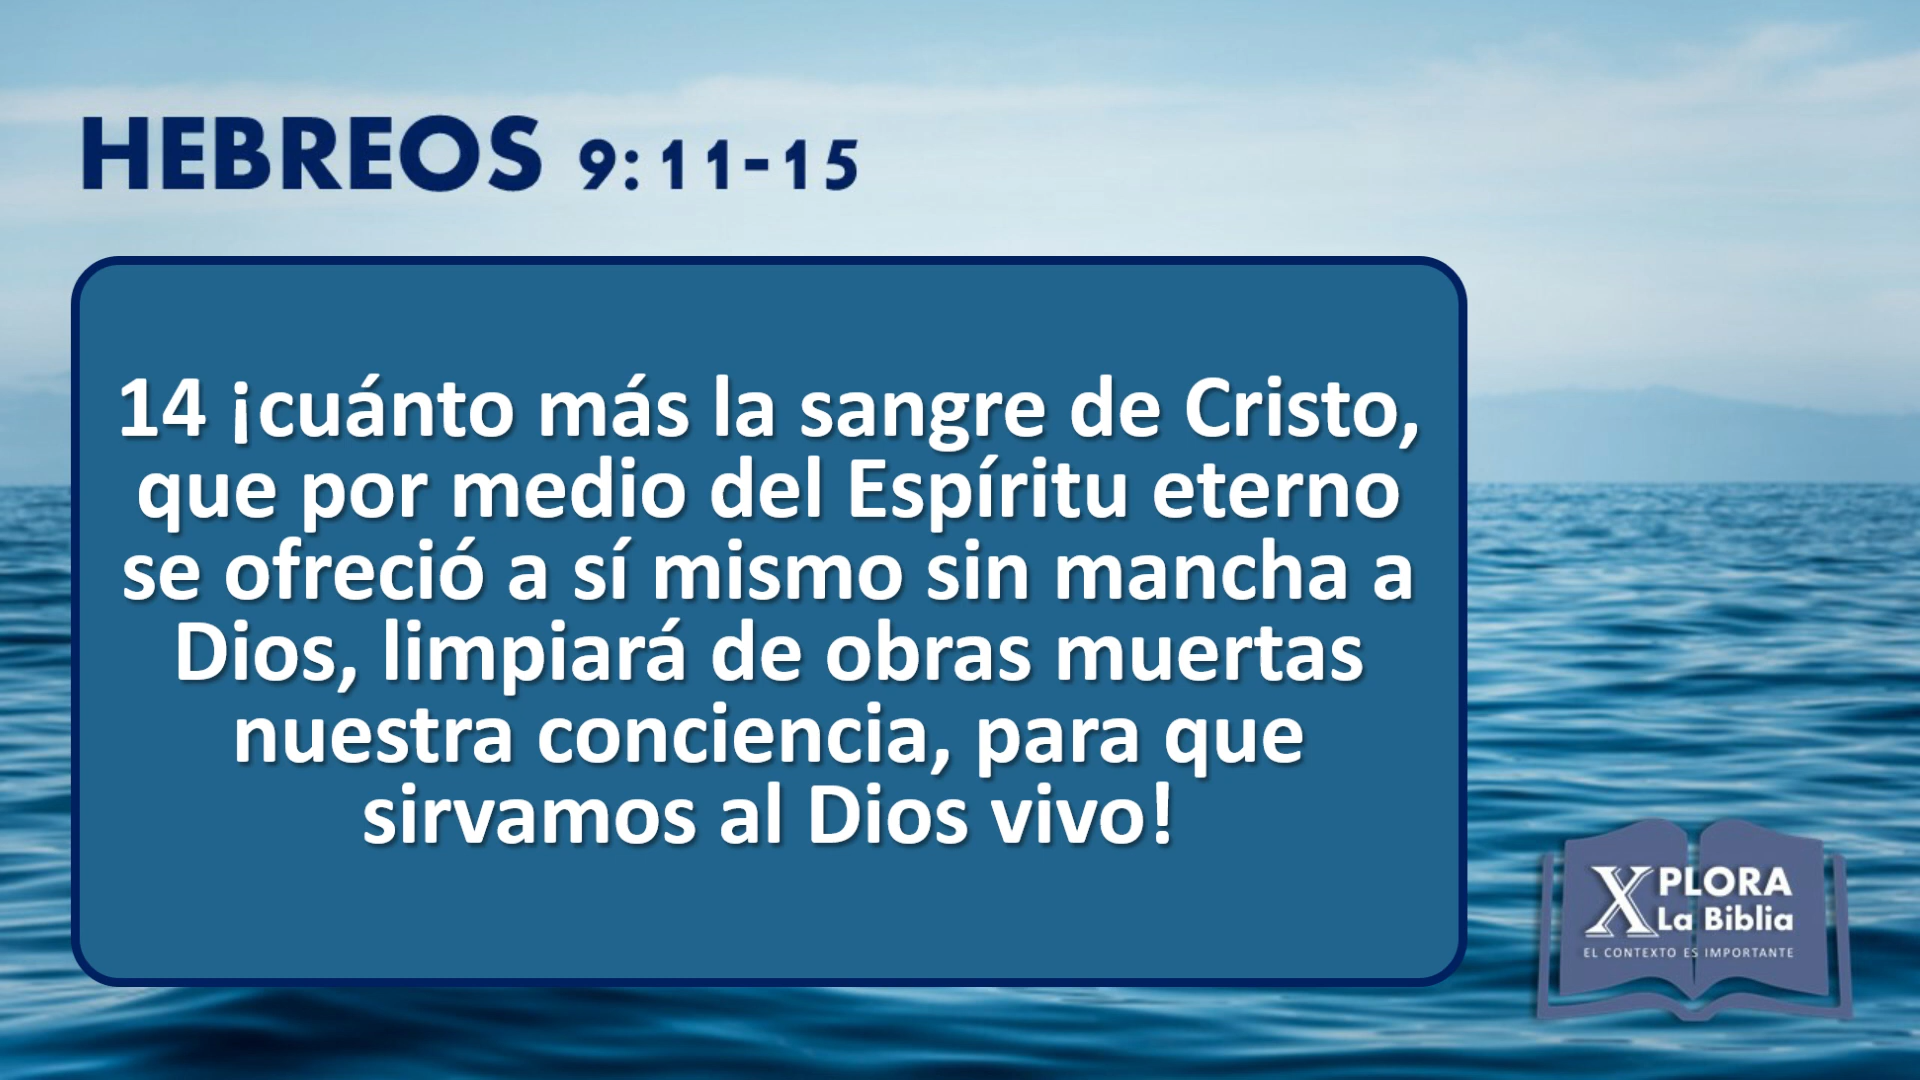 HEBREOS 9:11-15
14 ¡cuánto más la sangre de Cristo,
que por medio del Espíritu eterno
se ofreció a sí mismo sin mancha a
Dios, limpiará de obras muertas
nuestra conciencia, para que
sirvamos al Dios vivo!
XPLORA
La Biblia
EL CONTEXTO ES IMPORTANTE